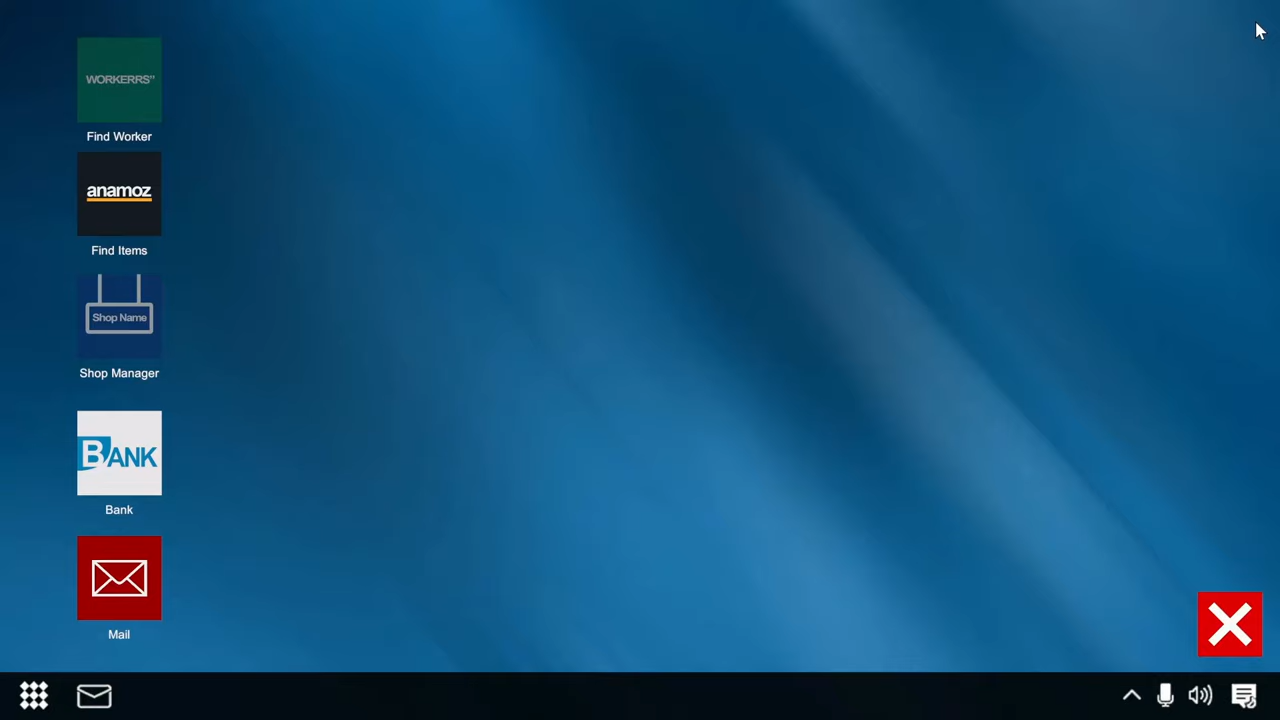 WORKERRS"
Find Worker
anamoz
Find Items
Shop Name
Shop Manager
BANK
Bank
Mail